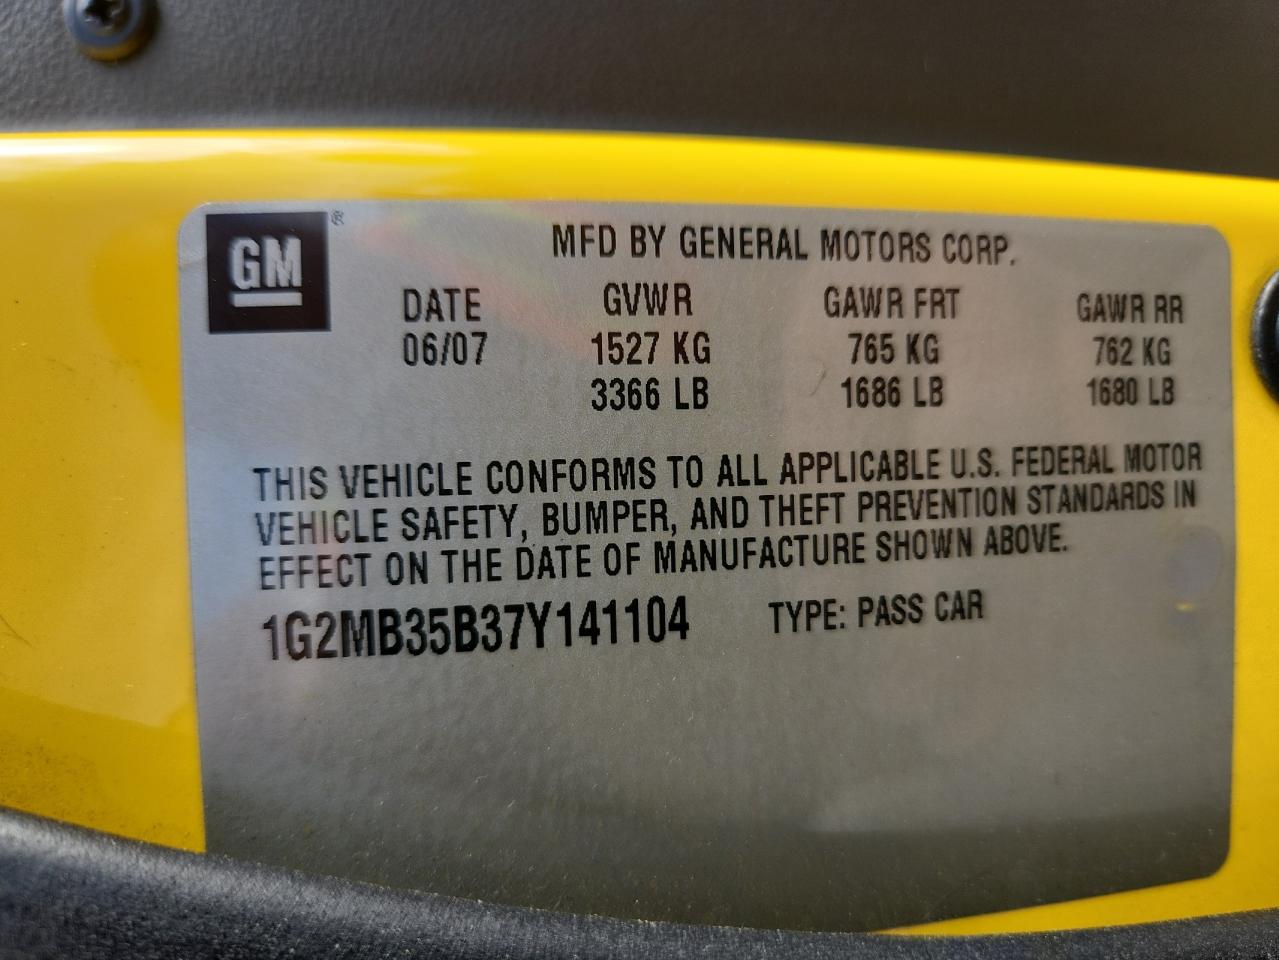 GM®
MFD BY GENERAL MOTORS CORP.
DATE GVWR GAWR FRT GAWR RR
06/07 1527 KG 765 KG 762 KG
3366 LB 1686 LB 1680 LB
THIS VEHICLE CONFORMS TO ALL APPLICABLE U.S. FEDERAL MOTOR
VEHICLE SAFETY, BUMPER, AND THEFT PREVENTION STANDARDS IN
EFFECT ON THE DATE OF MANUFACTURE SHOWN ABOVE.
1G2MB35B37Y141104 TYPE: PASS CAR